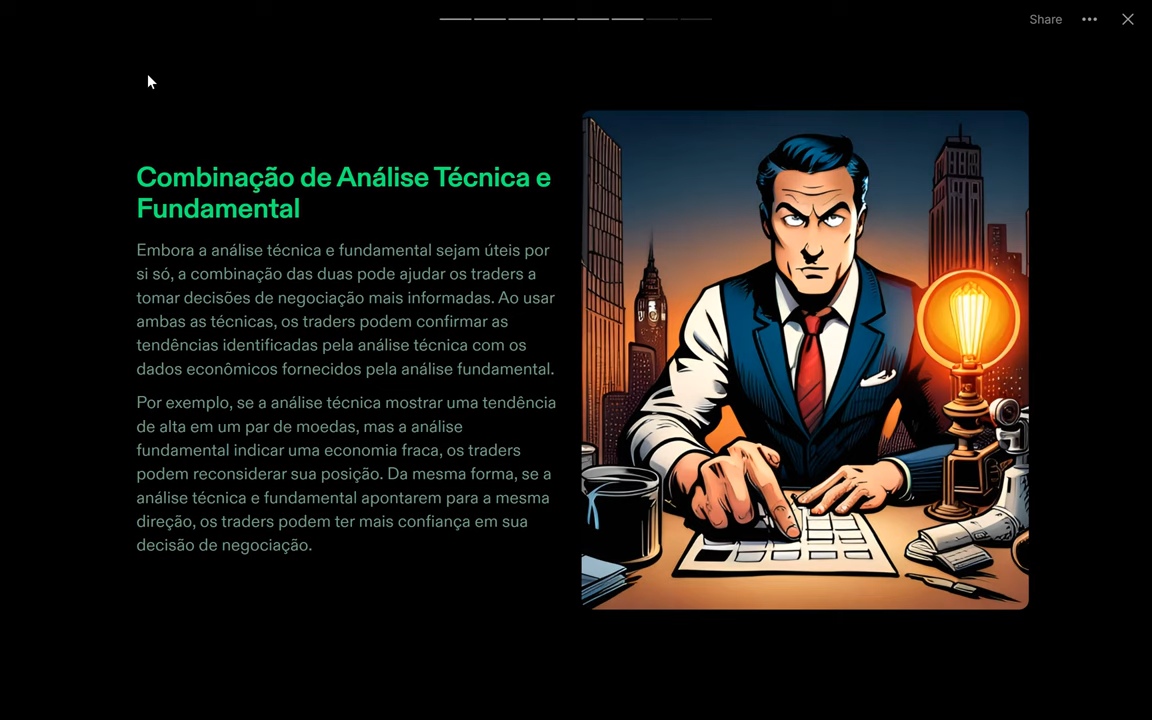 Share
Combinação de Análise Técnica e
Fundamental
Embora a análise técnica e fundamental sejam úteis por
si só, a combinação das duas pode ajudar os traders a
tomar decisões de negociação mais informadas. Ao usar
ambas as técnicas, os traders podem confirmar as
tendências identificadas pela análise técnica com os
dados econômicos fornecidos pela análise fundamental.
Por exemplo, se a análise técnica mostrar uma tendência
de alta em um par de moedas, mas a análise
fundamental indicar uma economia fraca, os traders
podem reconsiderar sua posição. Da mesma forma, se a
análise técnica e fundamental apontarem para a mesma
direção, os traders podem ter mais confiança em sua
decisão de negociação.